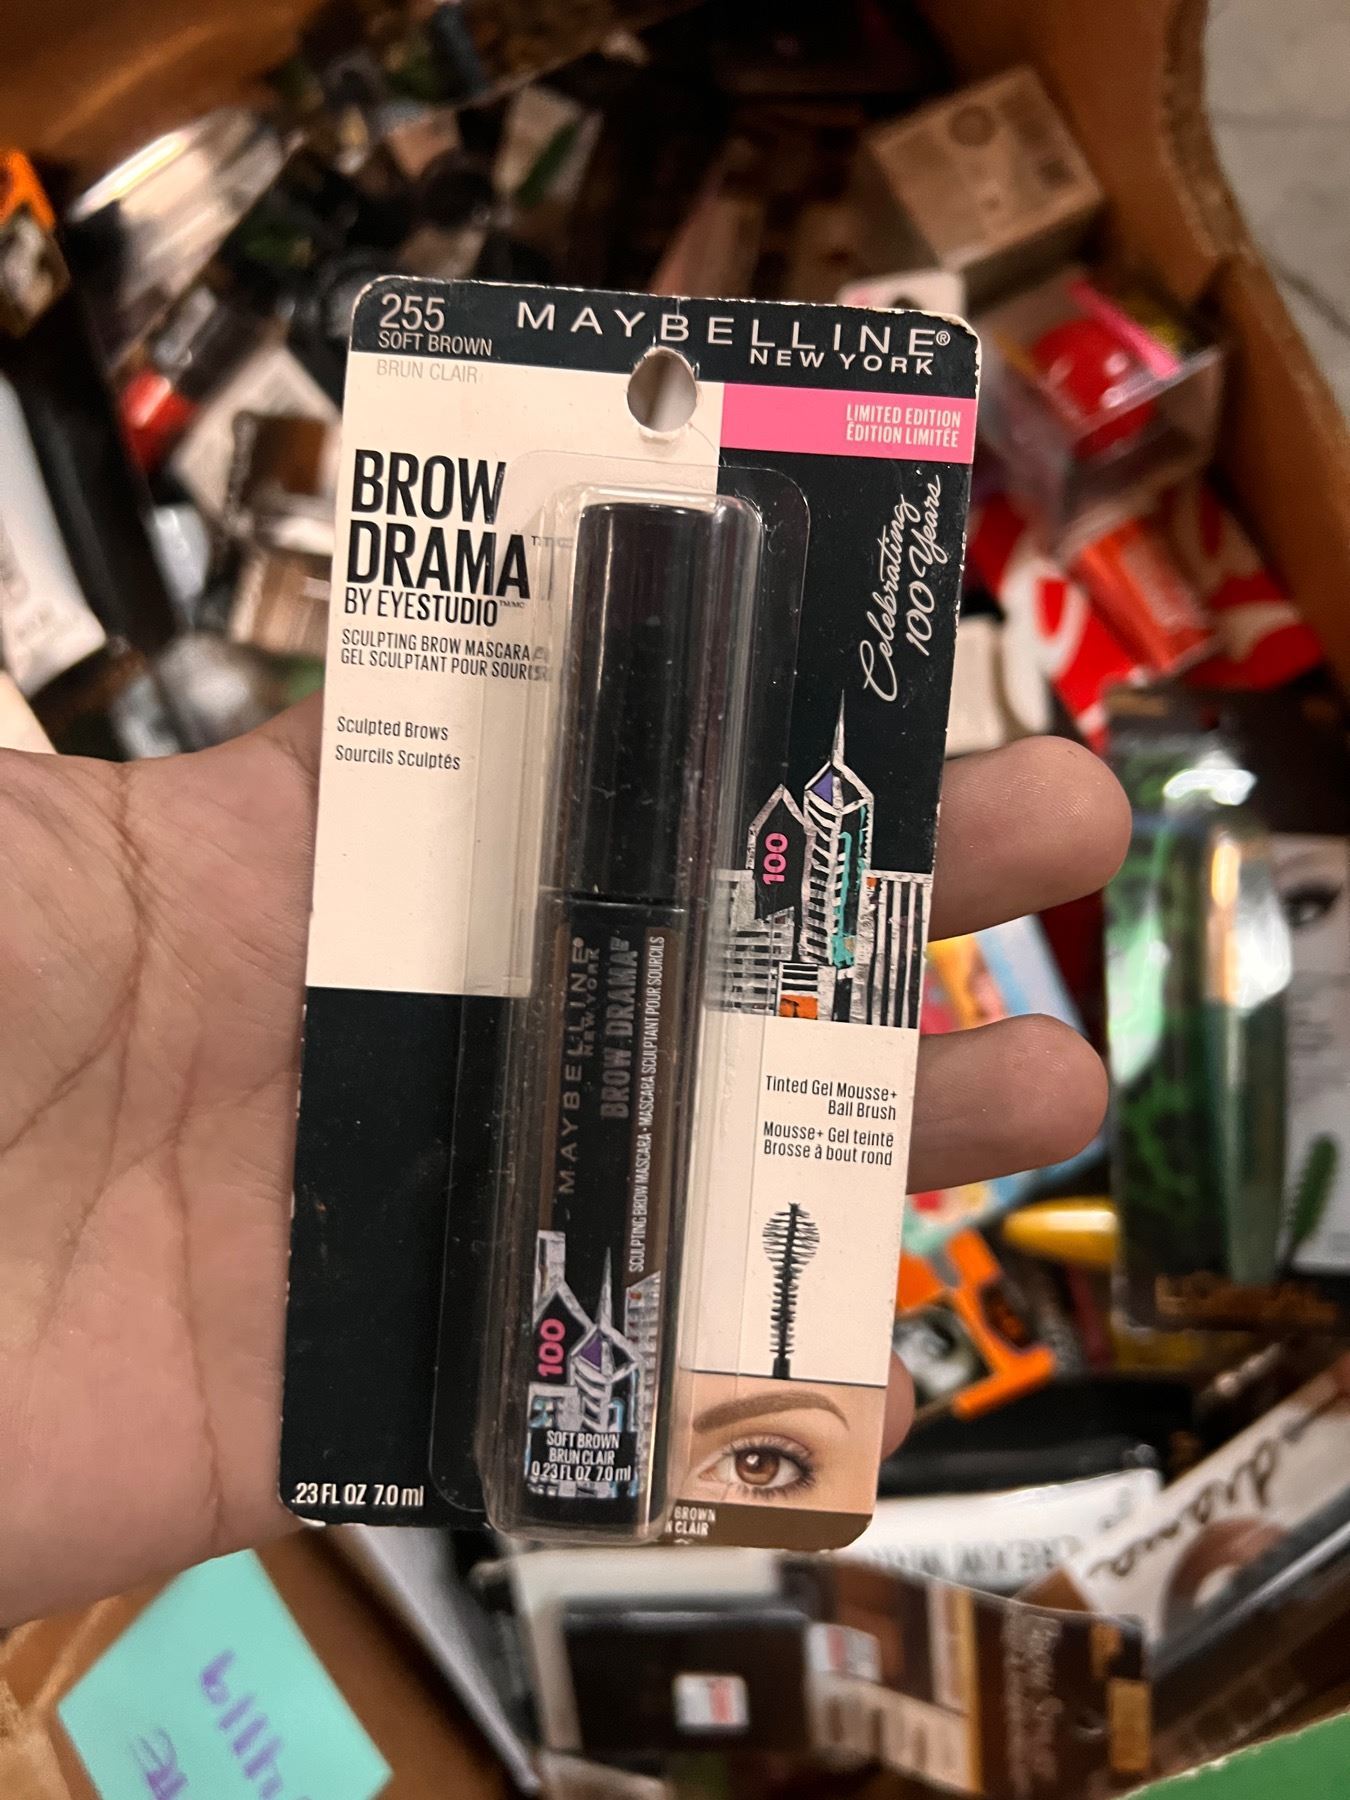 255
SOFT BROWN
BRUN CLAIR
MAYBELLINE®
NEW YORK
LIMITED EDITION
ÉDITION LIMITÉE
BROW
DRAMA
BY EYESTUDIO
SCULPTING BROW MASCARA
GEL SCULPTANT POUR SOURCILS
Sculpted Brows
Sourcils Sculptés
Celebrating
100 Years
100
Tinted Gel Mousse+
Ball Brush
Mousse+ Gel teinté
Brosse à bout rond
MAYBELLINE®
NEW YORK
BROW DRAMA
SCULPTING BROW MASCARA • MASCARA SCULPTANT POUR SOURCILS
100
SOFT BROWN
BRUN CLAIR
0.23 FL OZ 7.0 ml
.23 FL OZ 7.0 ml
BROWN
CLAIR
drama